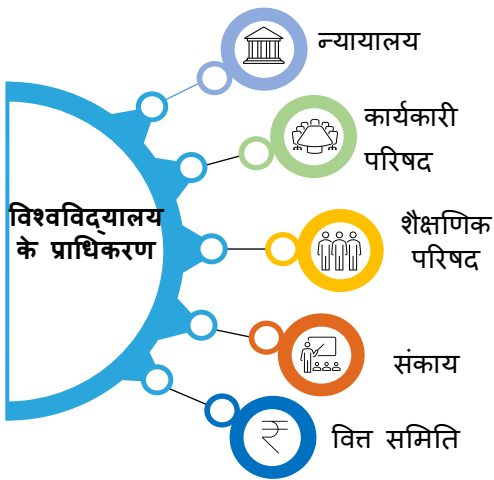 न्यायालय
कार्यकारी
परिषद
विश्वविद्यालय
के प्राधिकरण
शैक्षणिक
परिषद
संकाय
वित्त समिति